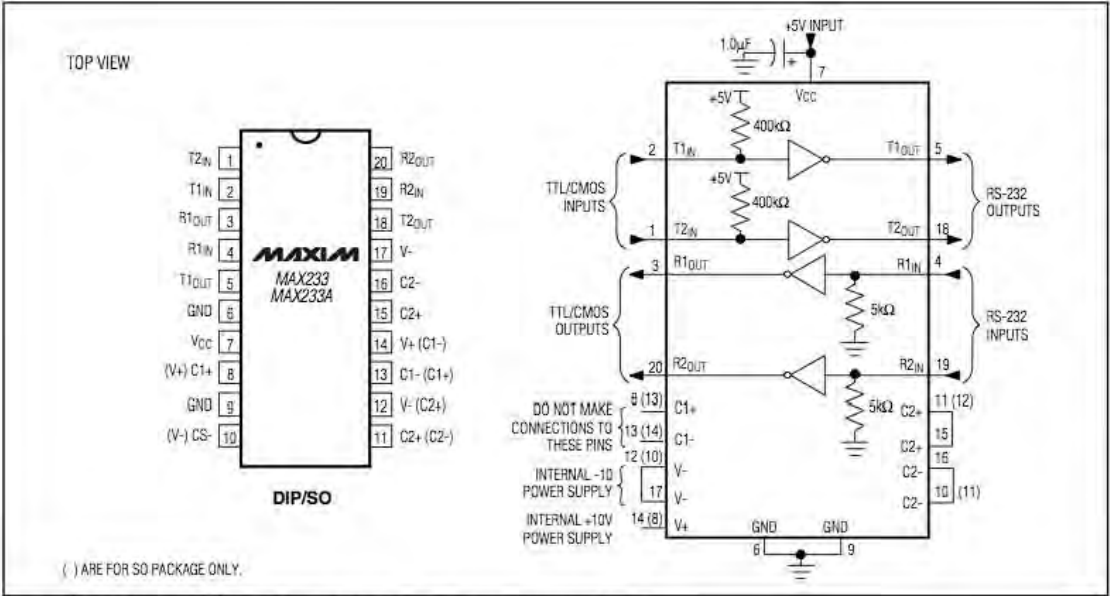 TOP VIEW
T2IN 1
T1IN 2
R1OUT 3
R1IN 4
T1OUT 5
GND 6
VCC 7
(V+) C1+ 8
GND 9
(V-) CS- 10
20 R2OUT
19 R2IN
18 T2OUT
17 V-
16 C2-
15 C2+
14 V+ (C1-)
13 C1- (C1+)
12 V- (C2+)
11 C2+ (C2-)
MAXIM
MAX233
MAX233A
DIP/SO
( ) ARE FOR SO PACKAGE ONLY.
+5V INPUT
1.0µF
+
7
VCC
+5V
400kΩ
2 T1IN
T1OUT 5
+5V
400kΩ
1 T2IN
T2OUT 18
TTL/CMOS
INPUTS
RS-232
OUTPUTS
3 R1OUT
R1IN 4
5kΩ
TTL/CMOS
OUTPUTS
RS-232
INPUTS
20 R2OUT
R2IN 19
5kΩ
DO NOT MAKE
CONNECTIONS TO
THESE PINS
8 (13) C1+
13 (14) C1-
INTERNAL -10
POWER SUPPLY
12 (10) V-
17 V-
INTERNAL +10V
POWER SUPPLY
14 (8) V+
C2+ 11 (12)
C2+ 15
C2- 16
C2- 10 (11)
GND GND
6 9